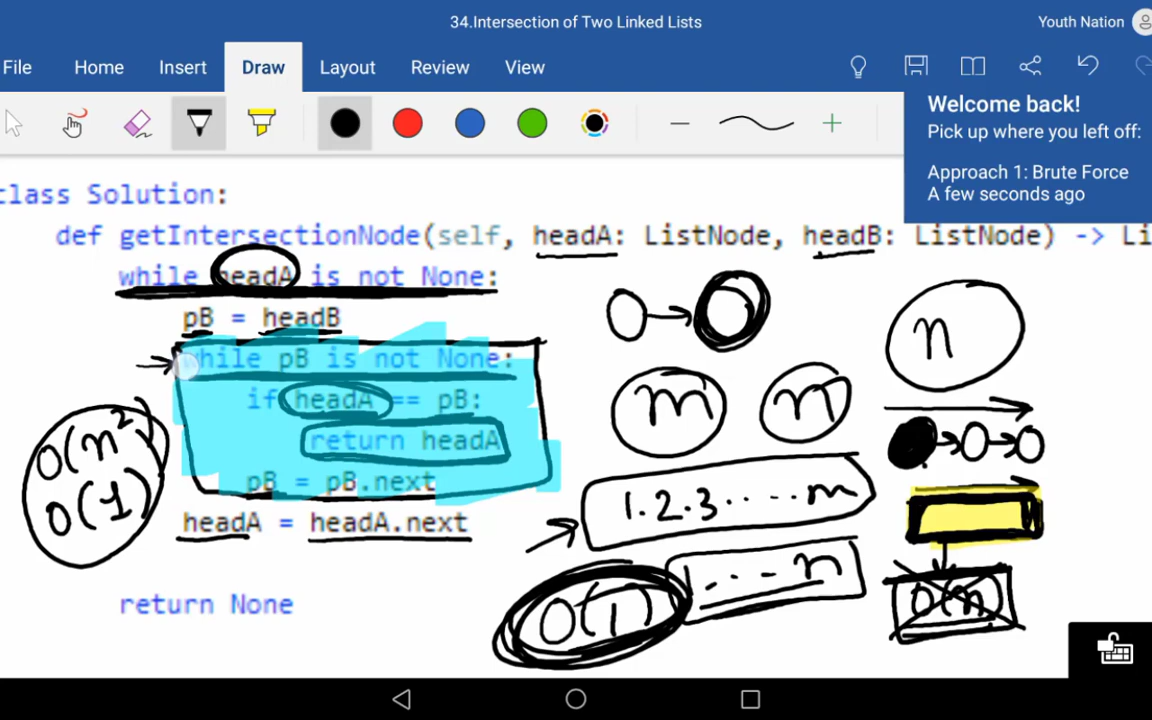 34.Intersection of Two Linked Lists
Youth Nation
File Home Insert Draw Layout Review View
Welcome back!
Pick up where you left off:
Approach 1: Brute Force
A few seconds ago
class Solution:
def getIntersectionNode(self, headA: ListNode, headB: ListNode) -> Li
while headA is not None:
pB = headB
while pB is not None:
if headA == pB:
return headA
pB = pB.next
headA = headA.next
return None
n
m n
O(n²)
O(1)
1.2.3.....m
1....n
O(1)
O(n)